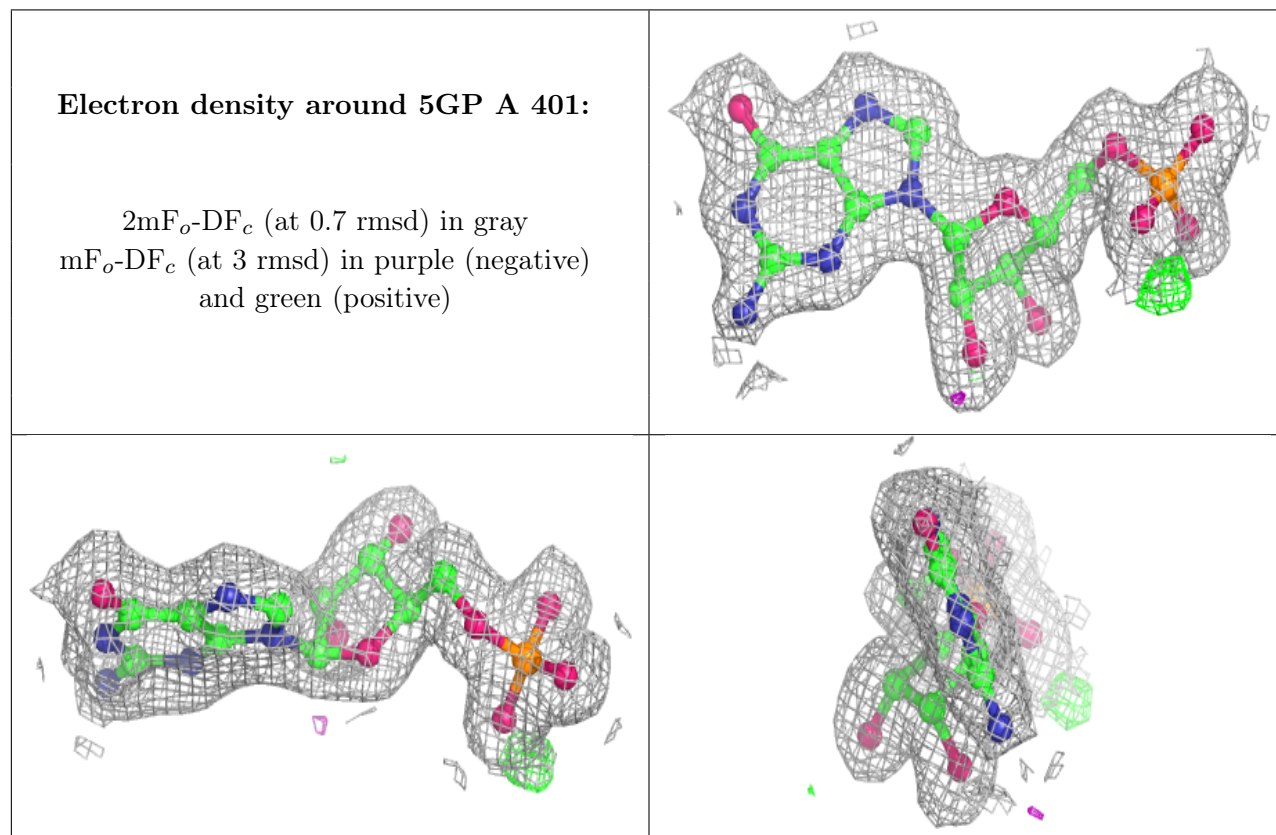 Electron density around 5GP A 401:
2mFₒ-DF𝒸 (at 0.7 rmsd) in gray
mFₒ-DF𝒸 (at 3 rmsd) in purple (negative)
and green (positive)